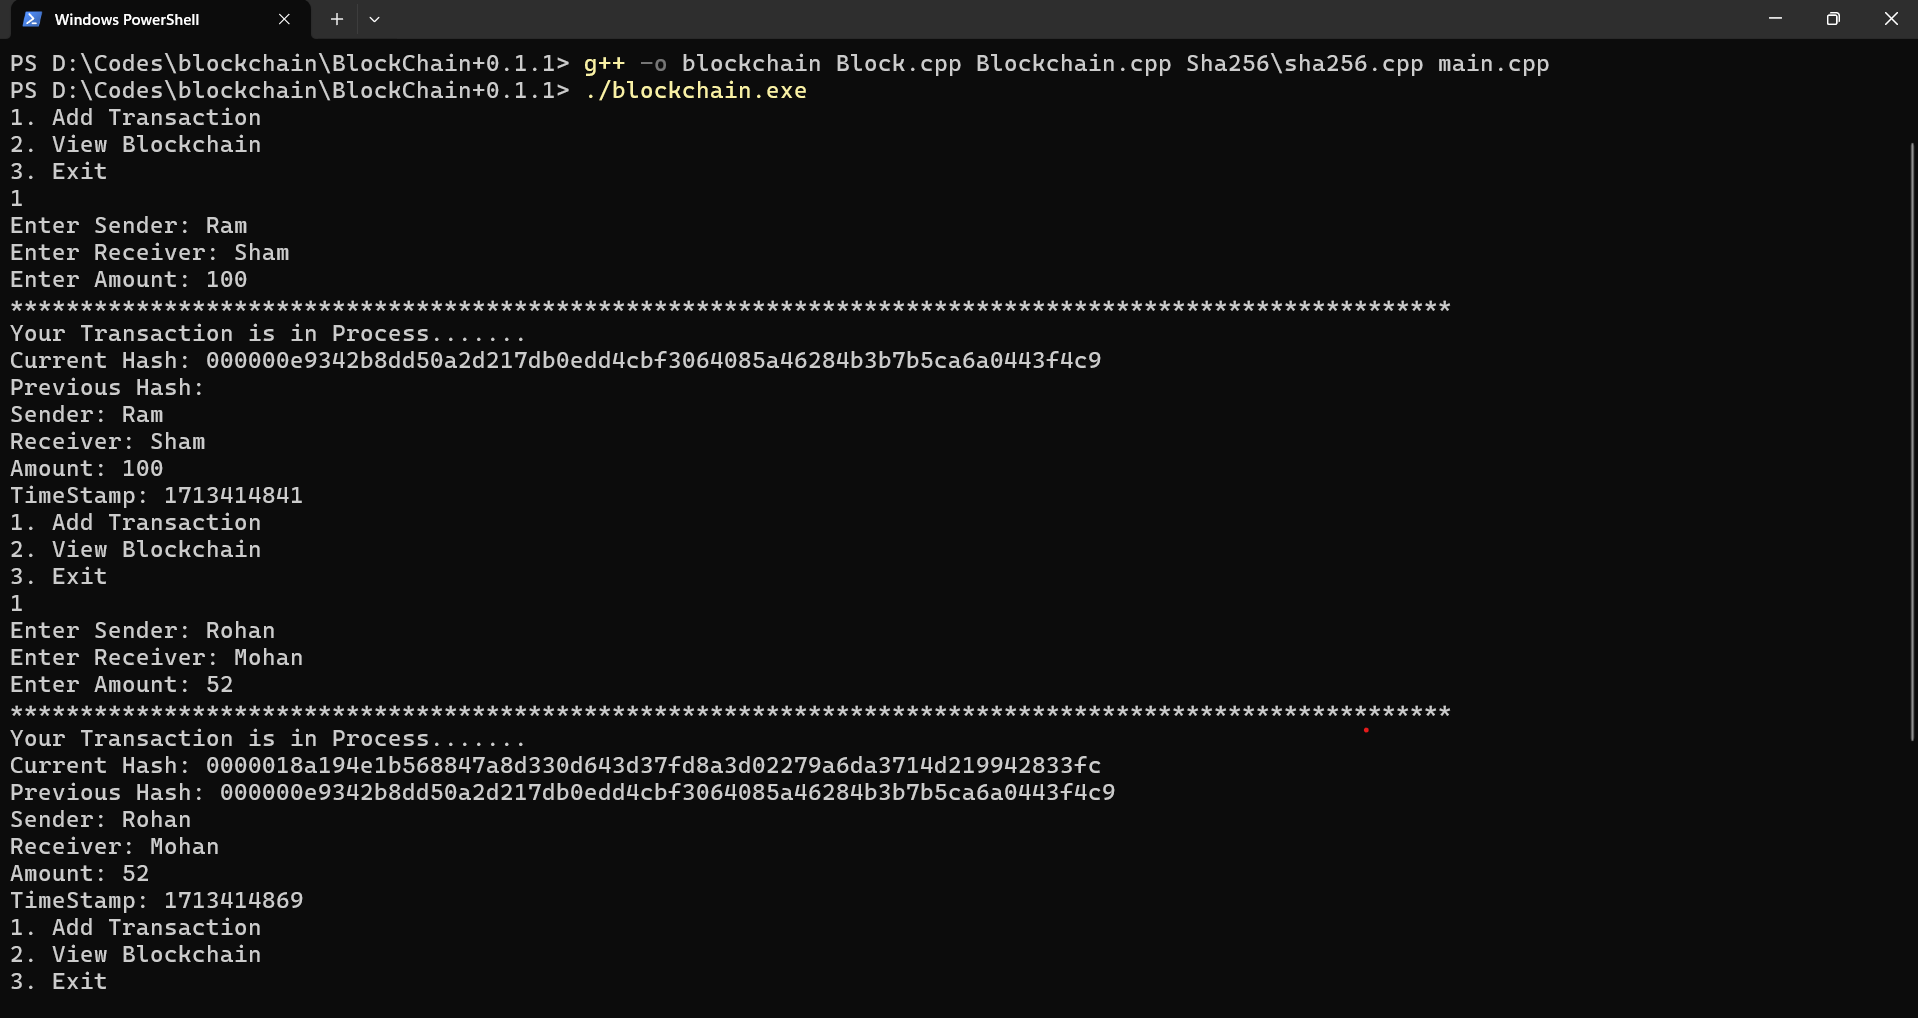 Windows PowerShell
PS D:\Codes\blockchain\BlockChain+0.1.1> g++ -o blockchain Block.cpp Blockchain.cpp Sha256\sha256.cpp main.cpp
PS D:\Codes\blockchain\BlockChain+0.1.1> ./blockchain.exe
1. Add Transaction
2. View Blockchain
3. Exit
1
Enter Sender: Ram
Enter Receiver: Sham
Enter Amount: 100
*******************************************************************************************************
Your Transaction is in Process.......
Current Hash: 000000e9342b8dd50a2d217db0edd4cbf3064085a46284b3b7b5ca6a0443f4c9
Previous Hash:
Sender: Ram
Receiver: Sham
Amount: 100
TimeStamp: 1713414841
1. Add Transaction
2. View Blockchain
3. Exit
1
Enter Sender: Rohan
Enter Receiver: Mohan
Enter Amount: 52
*******************************************************************************************************
Your Transaction is in Process.......
Current Hash: 0000018a194e1b568847a8d330d643d37fd8a3d02279a6da3714d219942833fc
Previous Hash: 000000e9342b8dd50a2d217db0edd4cbf3064085a46284b3b7b5ca6a0443f4c9
Sender: Rohan
Receiver: Mohan
Amount: 52
TimeStamp: 1713414869
1. Add Transaction
2. View Blockchain
3. Exit